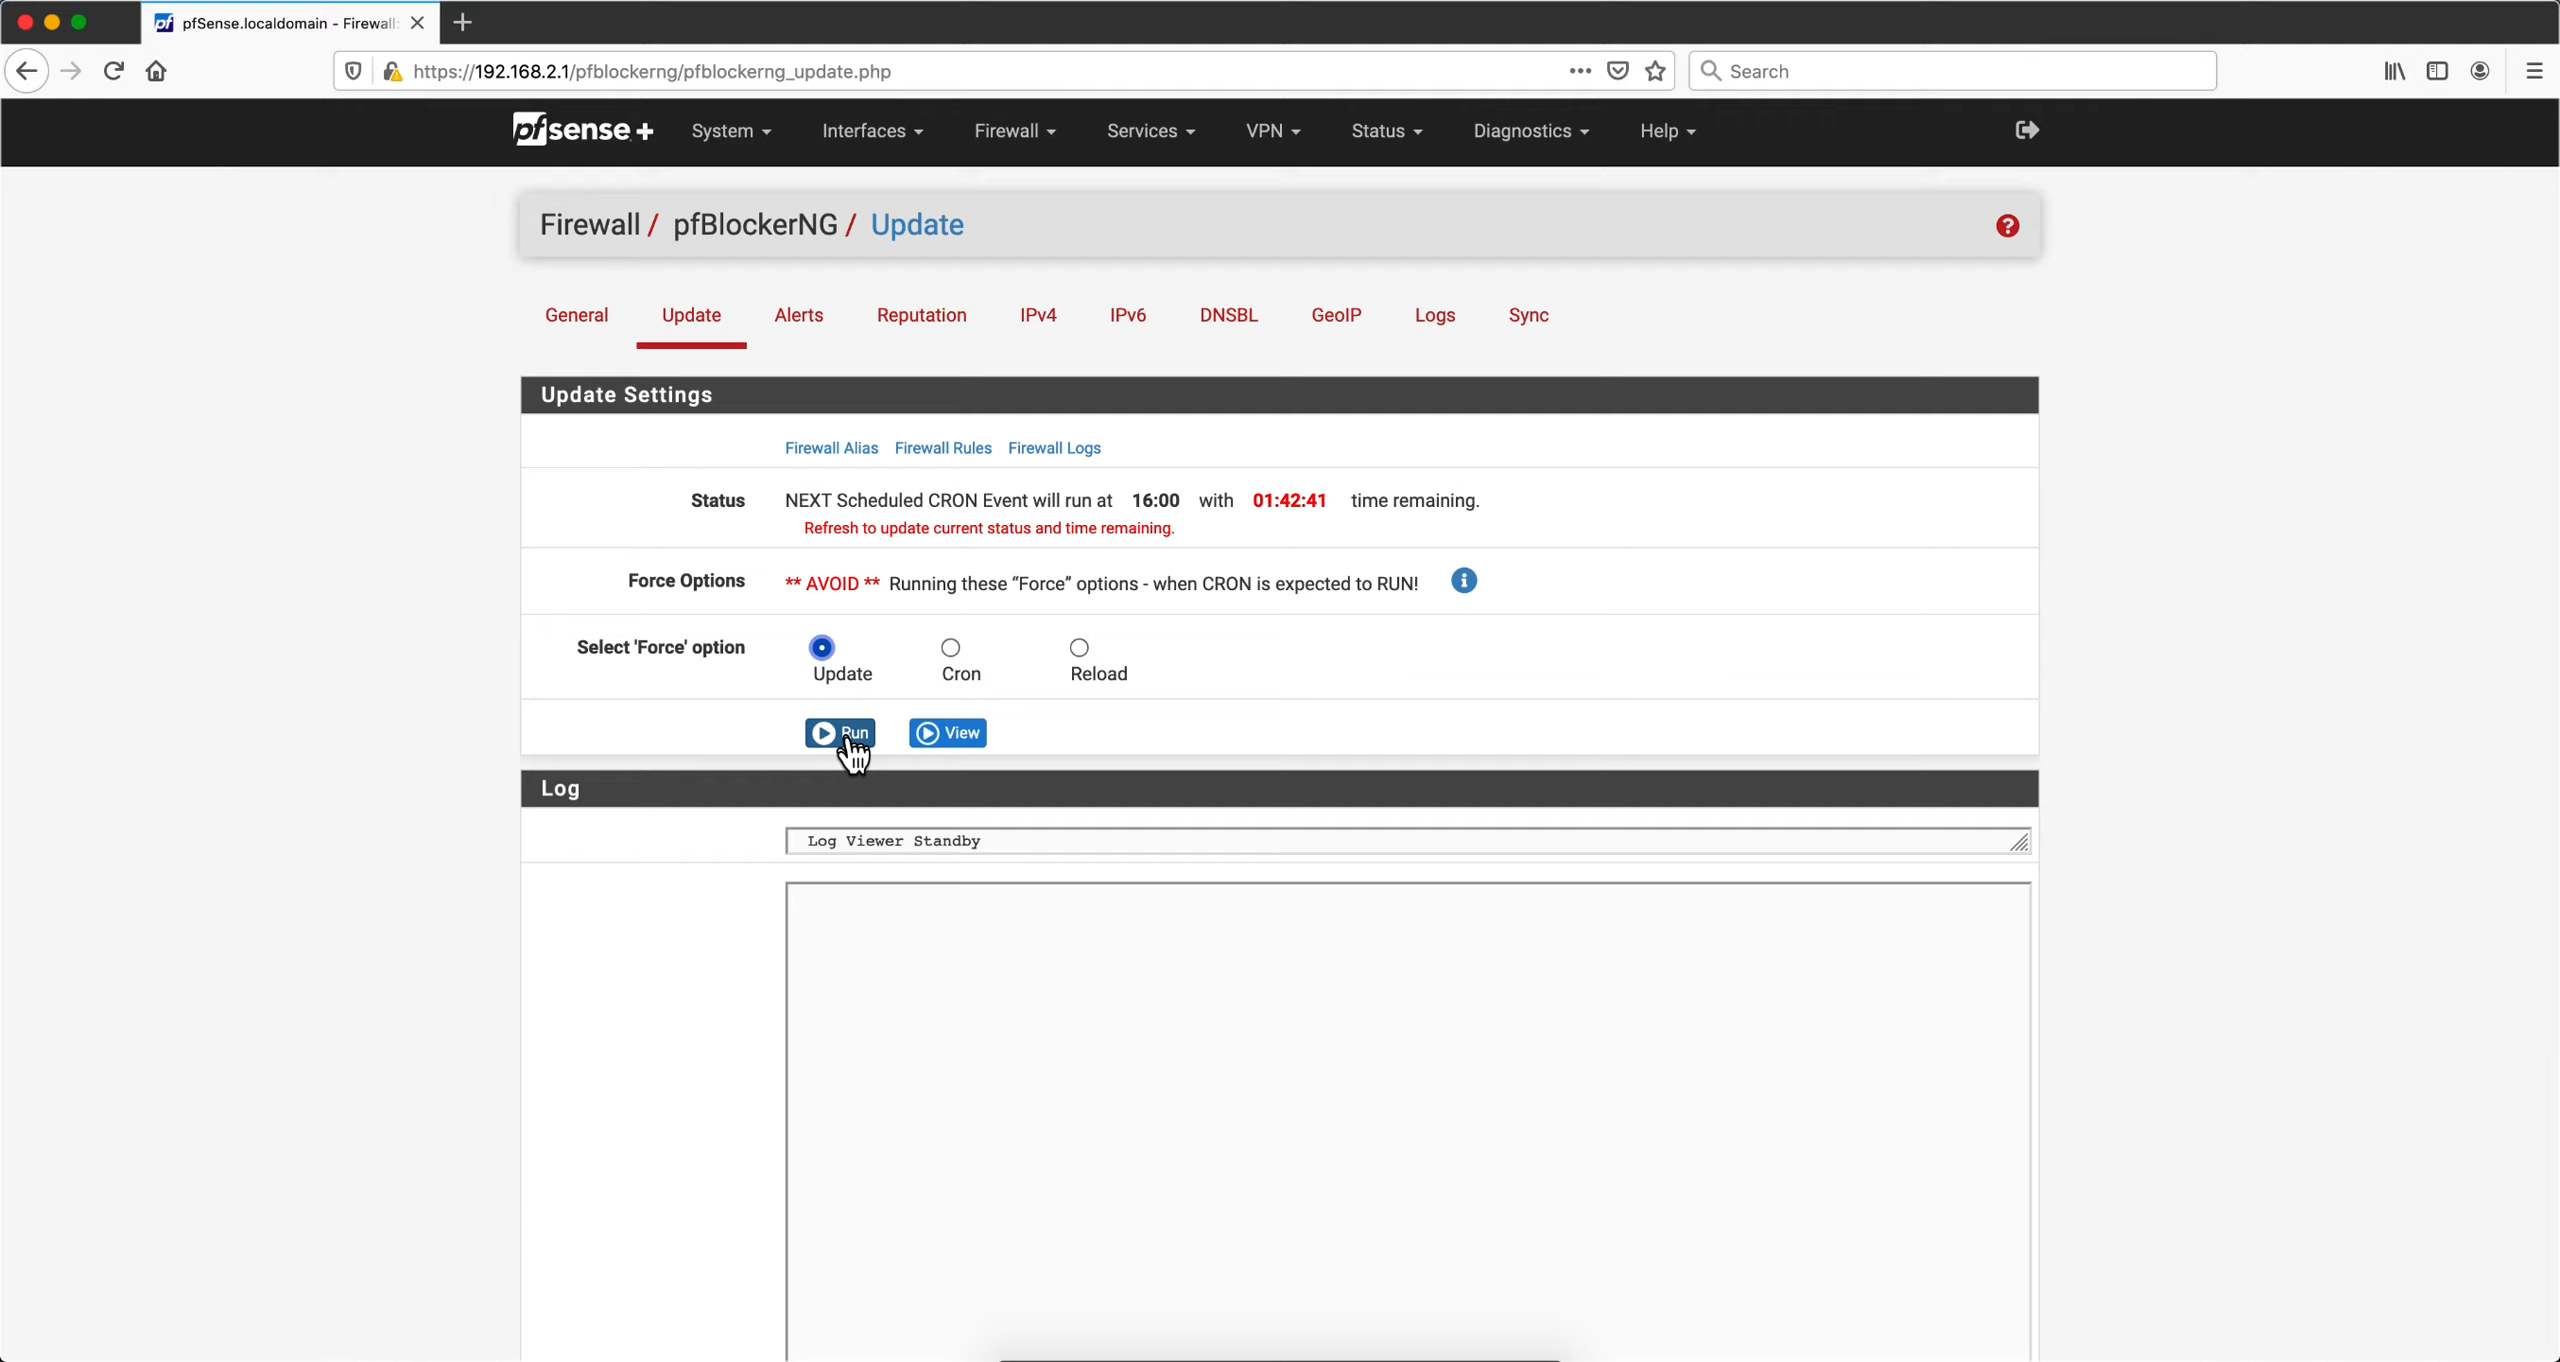 pfSense.localdomain - Firewall:
https://192.168.2.1/pfblockerng/pfblockerng_update.php
Search
pfsense +
System
Interfaces
Firewall
Services
VPN
Status
Diagnostics
Help
Firewall / pfBlockerNG / Update
General
Update
Alerts
Reputation
IPv4
IPv6
DNSBL
GeoIP
Logs
Sync
Update Settings
Firewall Alias Firewall Rules Firewall Logs
Status NEXT Scheduled CRON Event will run at 16:00 with 01:42:41 time remaining.
Refresh to update current status and time remaining.
Force Options ** AVOID ** Running these “Force” options - when CRON is expected to RUN!
Select 'Force' option
Update
Cron
Reload
Run
View
Log
Log Viewer Standby